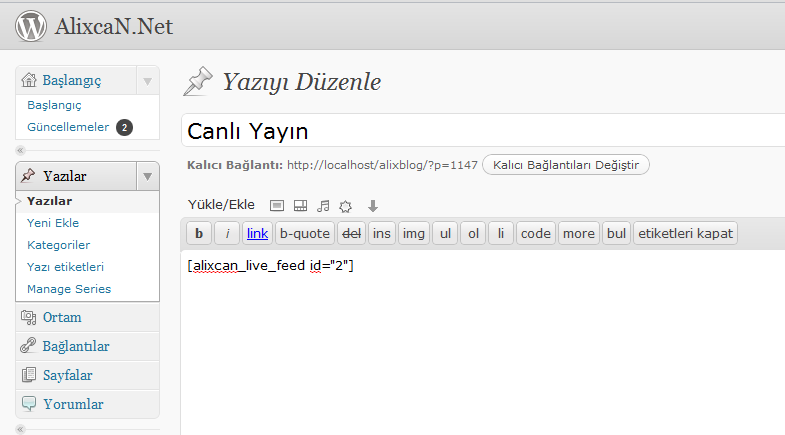 AlixcaN.Net
Başlangıç
Başlangıç
Güncellemeler 2
Yazılar
Yazılar
Yeni Ekle
Kategoriler
Yazı etiketleri
Manage Series
Ortam
Bağlantılar
Sayfalar
Yorumlar
Yazıyı Düzenle
Canlı Yayın
Kalıcı Bağlantı: http://localhost/alixblog/?p=1147 Kalıcı Bağlantıları Değiştir
Yükle/Ekle
b i link b-quote del ins img ul ol li code more bul etiketleri kapat
[alixcan_live_feed id="2"]